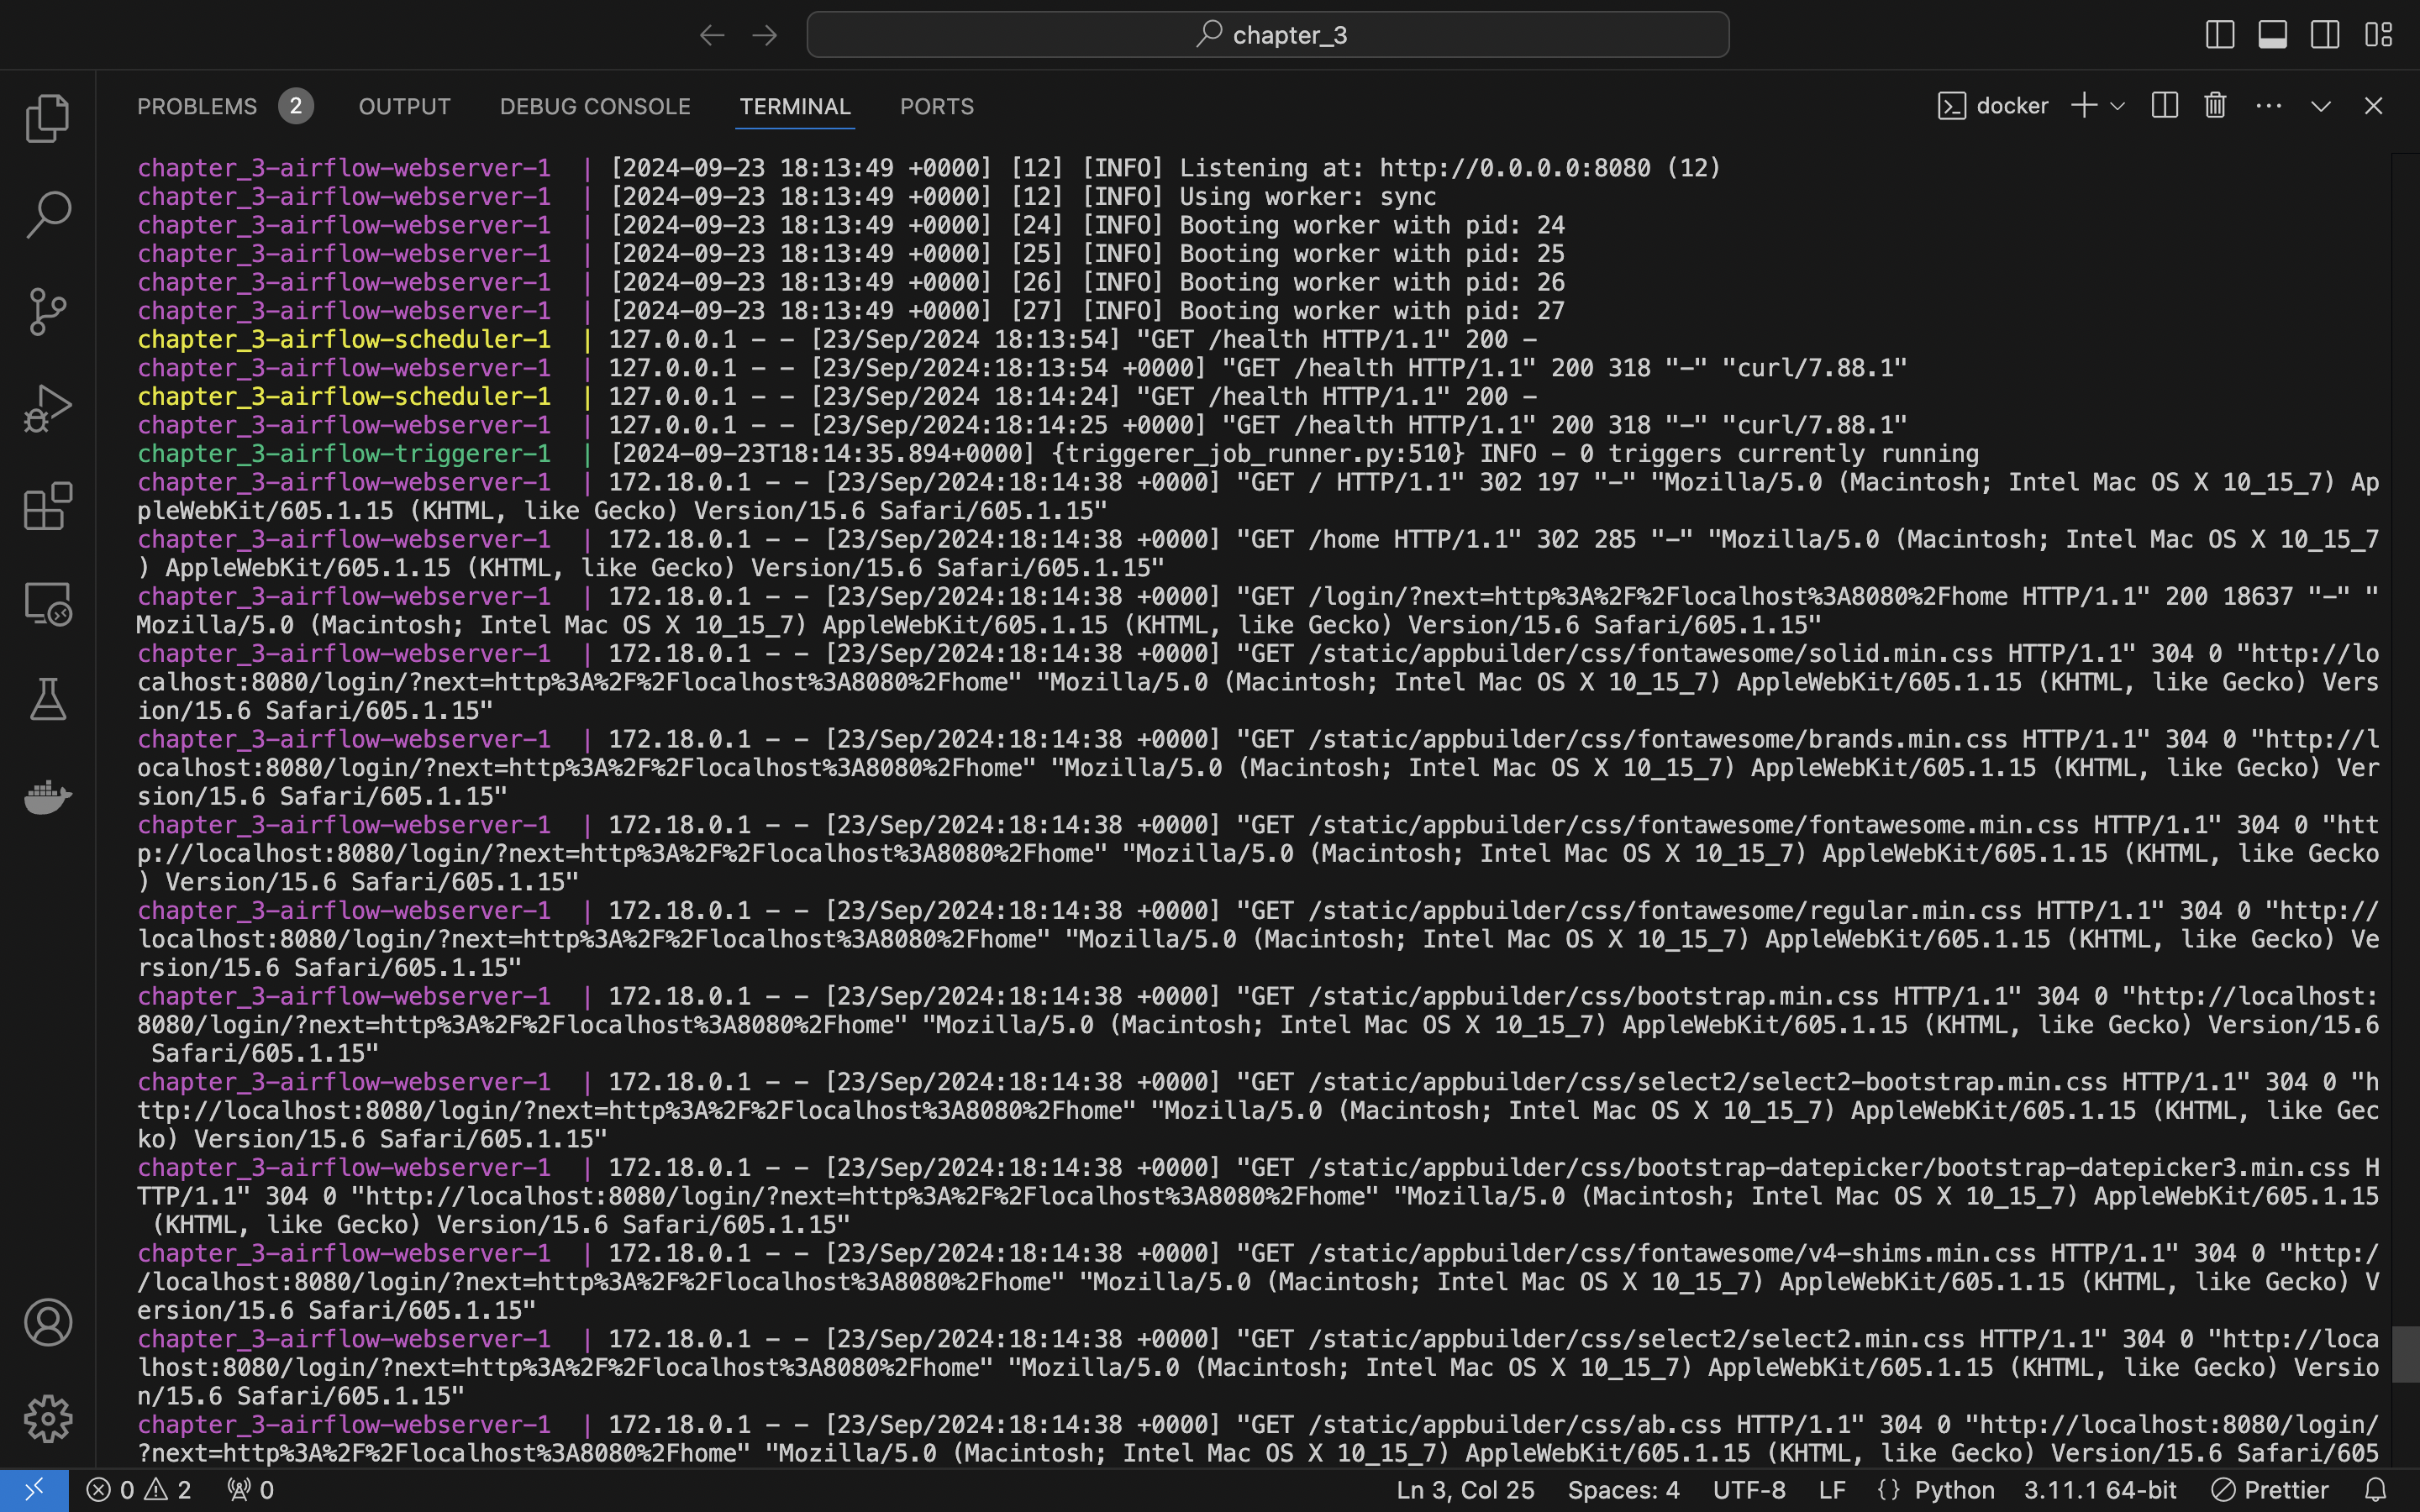 chapter_3
PROBLEMS 2 OUTPUT DEBUG CONSOLE TERMINAL PORTS docker
chapter_3-airflow-webserver-1  | [2024-09-23 18:13:49 +0000] [12] [INFO] Listening at: http://0.0.0.0:8080 (12)
chapter_3-airflow-webserver-1  | [2024-09-23 18:13:49 +0000] [12] [INFO] Using worker: sync
chapter_3-airflow-webserver-1  | [2024-09-23 18:13:49 +0000] [24] [INFO] Booting worker with pid: 24
chapter_3-airflow-webserver-1  | [2024-09-23 18:13:49 +0000] [25] [INFO] Booting worker with pid: 25
chapter_3-airflow-webserver-1  | [2024-09-23 18:13:49 +0000] [26] [INFO] Booting worker with pid: 26
chapter_3-airflow-webserver-1  | [2024-09-23 18:13:49 +0000] [27] [INFO] Booting worker with pid: 27
chapter_3-airflow-scheduler-1  | 127.0.0.1 - - [23/Sep/2024 18:13:54] "GET /health HTTP/1.1" 200 -
chapter_3-airflow-webserver-1  | 127.0.0.1 - - [23/Sep/2024:18:13:54 +0000] "GET /health HTTP/1.1" 200 318 "-" "curl/7.88.1"
chapter_3-airflow-scheduler-1  | 127.0.0.1 - - [23/Sep/2024 18:14:24] "GET /health HTTP/1.1" 200 -
chapter_3-airflow-webserver-1  | 127.0.0.1 - - [23/Sep/2024:18:14:25 +0000] "GET /health HTTP/1.1" 200 318 "-" "curl/7.88.1"
chapter_3-airflow-triggerer-1  | [2024-09-23T18:14:35.894+0000] {triggerer_job_runner.py:510} INFO - 0 triggers currently running
chapter_3-airflow-webserver-1  | 172.18.0.1 - - [23/Sep/2024:18:14:38 +0000] "GET / HTTP/1.1" 302 197 "-" "Mozilla/5.0 (Macintosh; Intel Mac OS X 10_15_7) Ap
pleWebKit/605.1.15 (KHTML, like Gecko) Version/15.6 Safari/605.1.15"
chapter_3-airflow-webserver-1  | 172.18.0.1 - - [23/Sep/2024:18:14:38 +0000] "GET /home HTTP/1.1" 302 285 "-" "Mozilla/5.0 (Macintosh; Intel Mac OS X 10_15_7
) AppleWebKit/605.1.15 (KHTML, like Gecko) Version/15.6 Safari/605.1.15"
chapter_3-airflow-webserver-1  | 172.18.0.1 - - [23/Sep/2024:18:14:38 +0000] "GET /login/?next=http%3A%2F%2Flocalhost%3A8080%2Fhome HTTP/1.1" 200 18637 "-" "
Mozilla/5.0 (Macintosh; Intel Mac OS X 10_15_7) AppleWebKit/605.1.15 (KHTML, like Gecko) Version/15.6 Safari/605.1.15"
chapter_3-airflow-webserver-1  | 172.18.0.1 - - [23/Sep/2024:18:14:38 +0000] "GET /static/appbuilder/css/fontawesome/solid.min.css HTTP/1.1" 304 0 "http://lo
calhost:8080/login/?next=http%3A%2F%2Flocalhost%3A8080%2Fhome" "Mozilla/5.0 (Macintosh; Intel Mac OS X 10_15_7) AppleWebKit/605.1.15 (KHTML, like Gecko) Vers
ion/15.6 Safari/605.1.15"
chapter_3-airflow-webserver-1  | 172.18.0.1 - - [23/Sep/2024:18:14:38 +0000] "GET /static/appbuilder/css/fontawesome/brands.min.css HTTP/1.1" 304 0 "http://l
ocalhost:8080/login/?next=http%3A%2F%2Flocalhost%3A8080%2Fhome" "Mozilla/5.0 (Macintosh; Intel Mac OS X 10_15_7) AppleWebKit/605.1.15 (KHTML, like Gecko) Ver
sion/15.6 Safari/605.1.15"
chapter_3-airflow-webserver-1  | 172.18.0.1 - - [23/Sep/2024:18:14:38 +0000] "GET /static/appbuilder/css/fontawesome/fontawesome.min.css HTTP/1.1" 304 0 "htt
p://localhost:8080/login/?next=http%3A%2F%2Flocalhost%3A8080%2Fhome" "Mozilla/5.0 (Macintosh; Intel Mac OS X 10_15_7) AppleWebKit/605.1.15 (KHTML, like Gecko
) Version/15.6 Safari/605.1.15"
chapter_3-airflow-webserver-1  | 172.18.0.1 - - [23/Sep/2024:18:14:38 +0000] "GET /static/appbuilder/css/fontawesome/regular.min.css HTTP/1.1" 304 0 "http://
localhost:8080/login/?next=http%3A%2F%2Flocalhost%3A8080%2Fhome" "Mozilla/5.0 (Macintosh; Intel Mac OS X 10_15_7) AppleWebKit/605.1.15 (KHTML, like Gecko) Ve
rsion/15.6 Safari/605.1.15"
chapter_3-airflow-webserver-1  | 172.18.0.1 - - [23/Sep/2024:18:14:38 +0000] "GET /static/appbuilder/css/bootstrap.min.css HTTP/1.1" 304 0 "http://localhost:
8080/login/?next=http%3A%2F%2Flocalhost%3A8080%2Fhome" "Mozilla/5.0 (Macintosh; Intel Mac OS X 10_15_7) AppleWebKit/605.1.15 (KHTML, like Gecko) Version/15.6
 Safari/605.1.15"
chapter_3-airflow-webserver-1  | 172.18.0.1 - - [23/Sep/2024:18:14:38 +0000] "GET /static/appbuilder/css/select2/select2-bootstrap.min.css HTTP/1.1" 304 0 "h
ttp://localhost:8080/login/?next=http%3A%2F%2Flocalhost%3A8080%2Fhome" "Mozilla/5.0 (Macintosh; Intel Mac OS X 10_15_7) AppleWebKit/605.1.15 (KHTML, like Gec
ko) Version/15.6 Safari/605.1.15"
chapter_3-airflow-webserver-1  | 172.18.0.1 - - [23/Sep/2024:18:14:38 +0000] "GET /static/appbuilder/css/bootstrap-datepicker/bootstrap-datepicker3.min.css H
TTP/1.1" 304 0 "http://localhost:8080/login/?next=http%3A%2F%2Flocalhost%3A8080%2Fhome" "Mozilla/5.0 (Macintosh; Intel Mac OS X 10_15_7) AppleWebKit/605.1.15
 (KHTML, like Gecko) Version/15.6 Safari/605.1.15"
chapter_3-airflow-webserver-1  | 172.18.0.1 - - [23/Sep/2024:18:14:38 +0000] "GET /static/appbuilder/css/fontawesome/v4-shims.min.css HTTP/1.1" 304 0 "http:/
/localhost:8080/login/?next=http%3A%2F%2Flocalhost%3A8080%2Fhome" "Mozilla/5.0 (Macintosh; Intel Mac OS X 10_15_7) AppleWebKit/605.1.15 (KHTML, like Gecko) V
ersion/15.6 Safari/605.1.15"
chapter_3-airflow-webserver-1  | 172.18.0.1 - - [23/Sep/2024:18:14:38 +0000] "GET /static/appbuilder/css/select2/select2.min.css HTTP/1.1" 304 0 "http://loca
lhost:8080/login/?next=http%3A%2F%2Flocalhost%3A8080%2Fhome" "Mozilla/5.0 (Macintosh; Intel Mac OS X 10_15_7) AppleWebKit/605.1.15 (KHTML, like Gecko) Versio
n/15.6 Safari/605.1.15"
chapter_3-airflow-webserver-1  | 172.18.0.1 - - [23/Sep/2024:18:14:38 +0000] "GET /static/appbuilder/css/ab.css HTTP/1.1" 304 0 "http://localhost:8080/login/
?next=http%3A%2F%2Flocalhost%3A8080%2Fhome" "Mozilla/5.0 (Macintosh; Intel Mac OS X 10_15_7) AppleWebKit/605.1.15 (KHTML, like Gecko) Version/15.6 Safari/605
0 2 0 Ln 3, Col 25 Spaces: 4 UTF-8 LF {} Python 3.11.1 64-bit Prettier